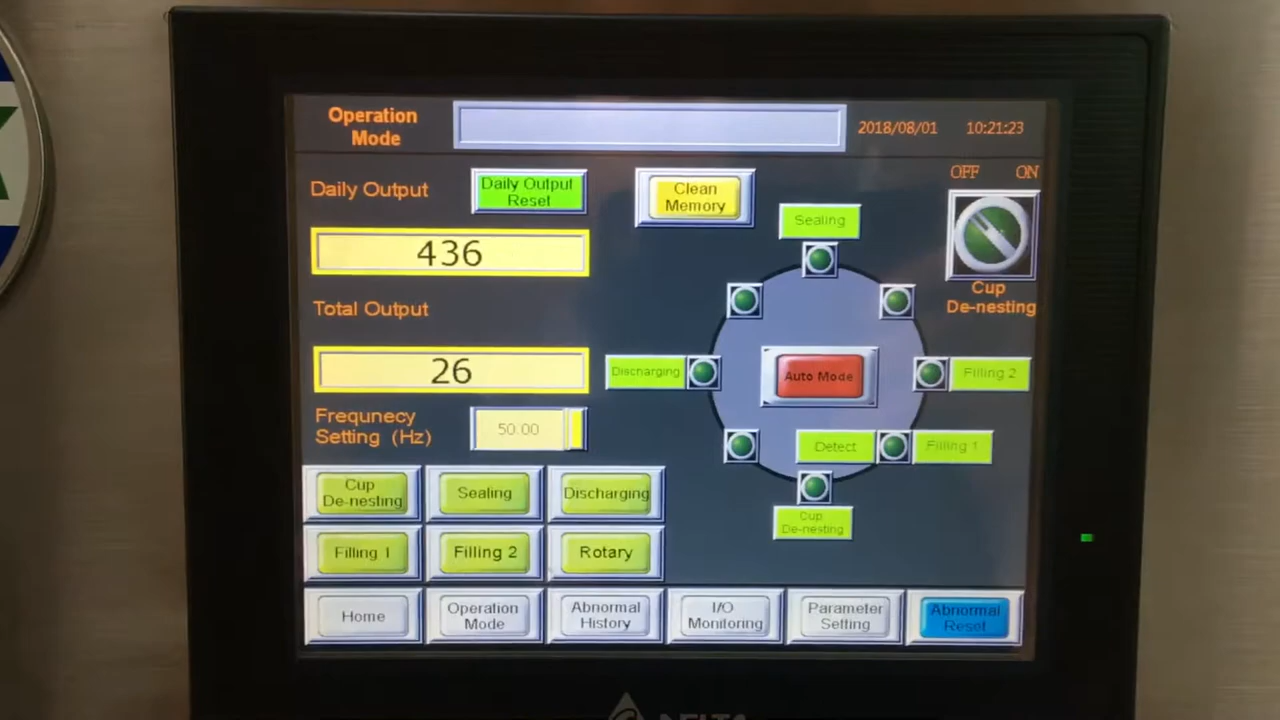 Operation
Mode
2018/08/01
10:21:23
OFF
ON
Daily Output
Daily Output
Reset
Clean
Memory
Sealing
436
Cup
De-nesting
Total Output
26
Discharging
Auto Mode
Filling 2
Frequnecy
Setting (Hz)
50.00
Detect
Filling 1
Cup
De-nesting
Cup
De-nesting
Sealing
Discharging
Filling 1
Filling 2
Rotary
Home
Operation
Mode
Abnormal
History
I/O
Monitoring
Parameter
Setting
Abnormal
Reset
DELTA